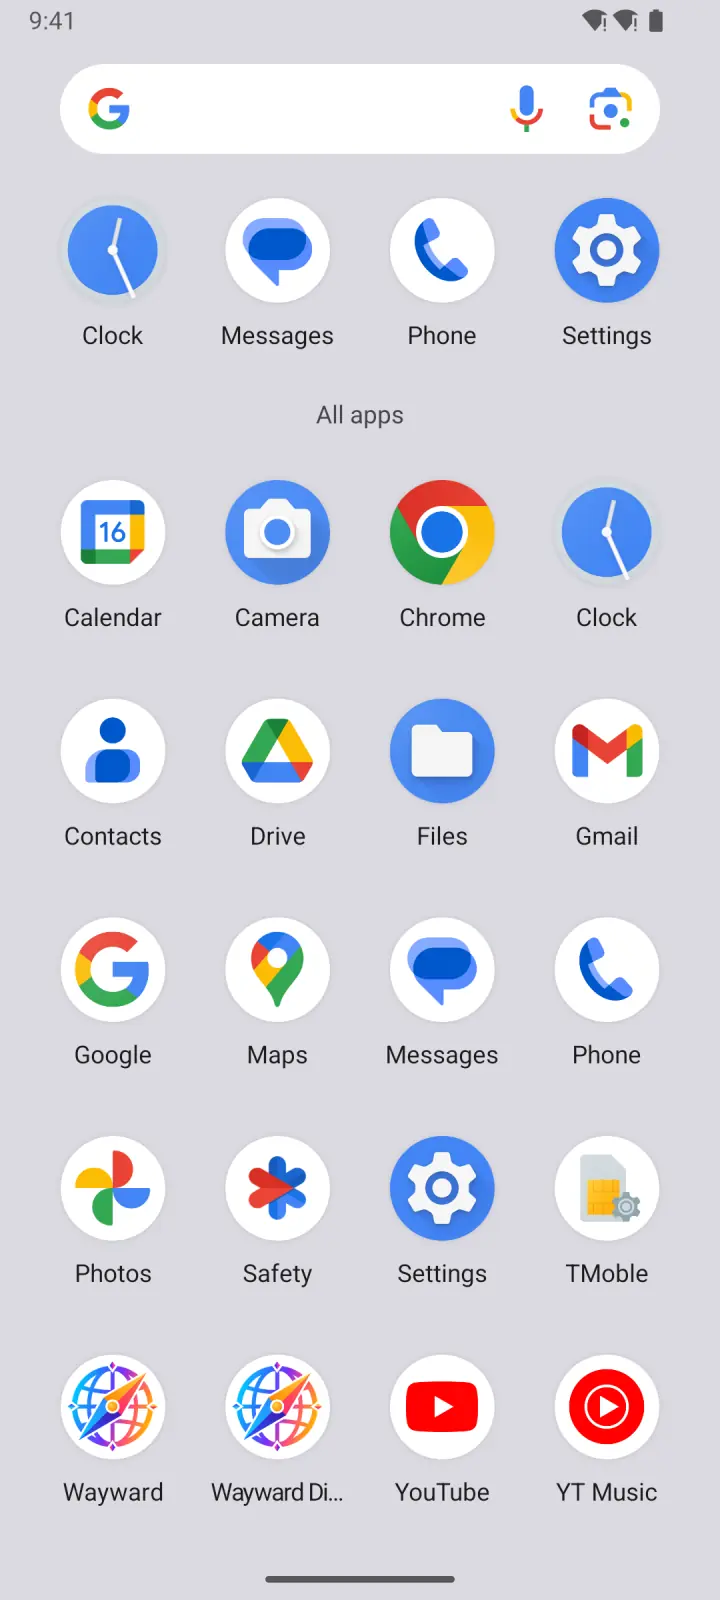 9:41
Clock Messages Phone Settings
All apps
16
Calendar Camera Chrome Clock
Contacts Drive Files Gmail
Google Maps Messages Phone
Photos Safety Settings TMoble
Wayward Wayward Di... YouTube YT Music